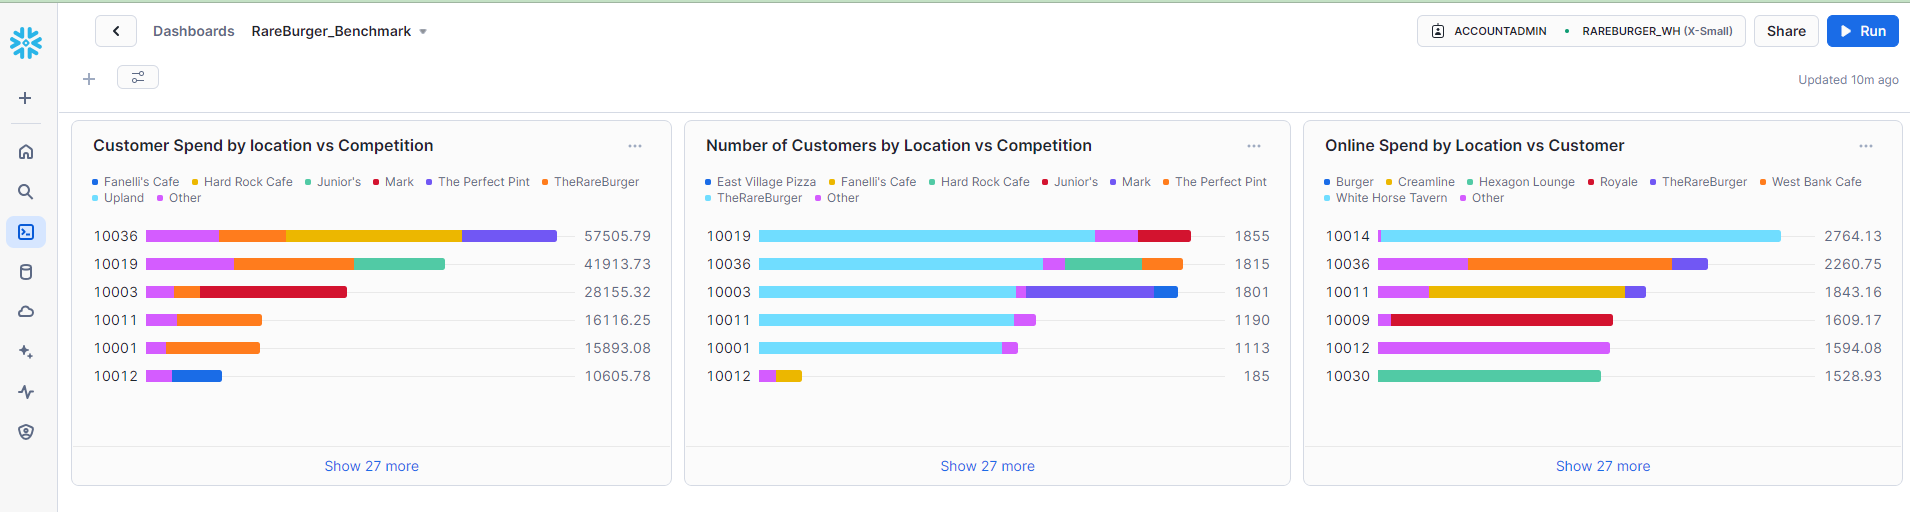 Dashboards RareBurger_Benchmark
ACCOUNTADMIN • RAREBURGER_WH (X-Small)
Share
Run
Updated 10m ago
Customer Spend by location vs Competition
Fanelli's Cafe Hard Rock Cafe Junior's Mark The Perfect Pint TheRareBurger
Upland Other
10036 57505.79
10019 41913.73
10003 28155.32
10011 16116.25
10001 15893.08
10012 10605.78
Show 27 more
Number of Customers by Location vs Competition
East Village Pizza Fanelli's Cafe Hard Rock Cafe Junior's Mark The Perfect Pint
TheRareBurger Other
10019 1855
10036 1815
10003 1801
10011 1190
10001 1113
10012 185
Show 27 more
Online Spend by Location vs Customer
Burger Creamline Hexagon Lounge Royale TheRareBurger West Bank Cafe
White Horse Tavern Other
10014 2764.13
10036 2260.75
10011 1843.16
10009 1609.17
10012 1594.08
10030 1528.93
Show 27 more